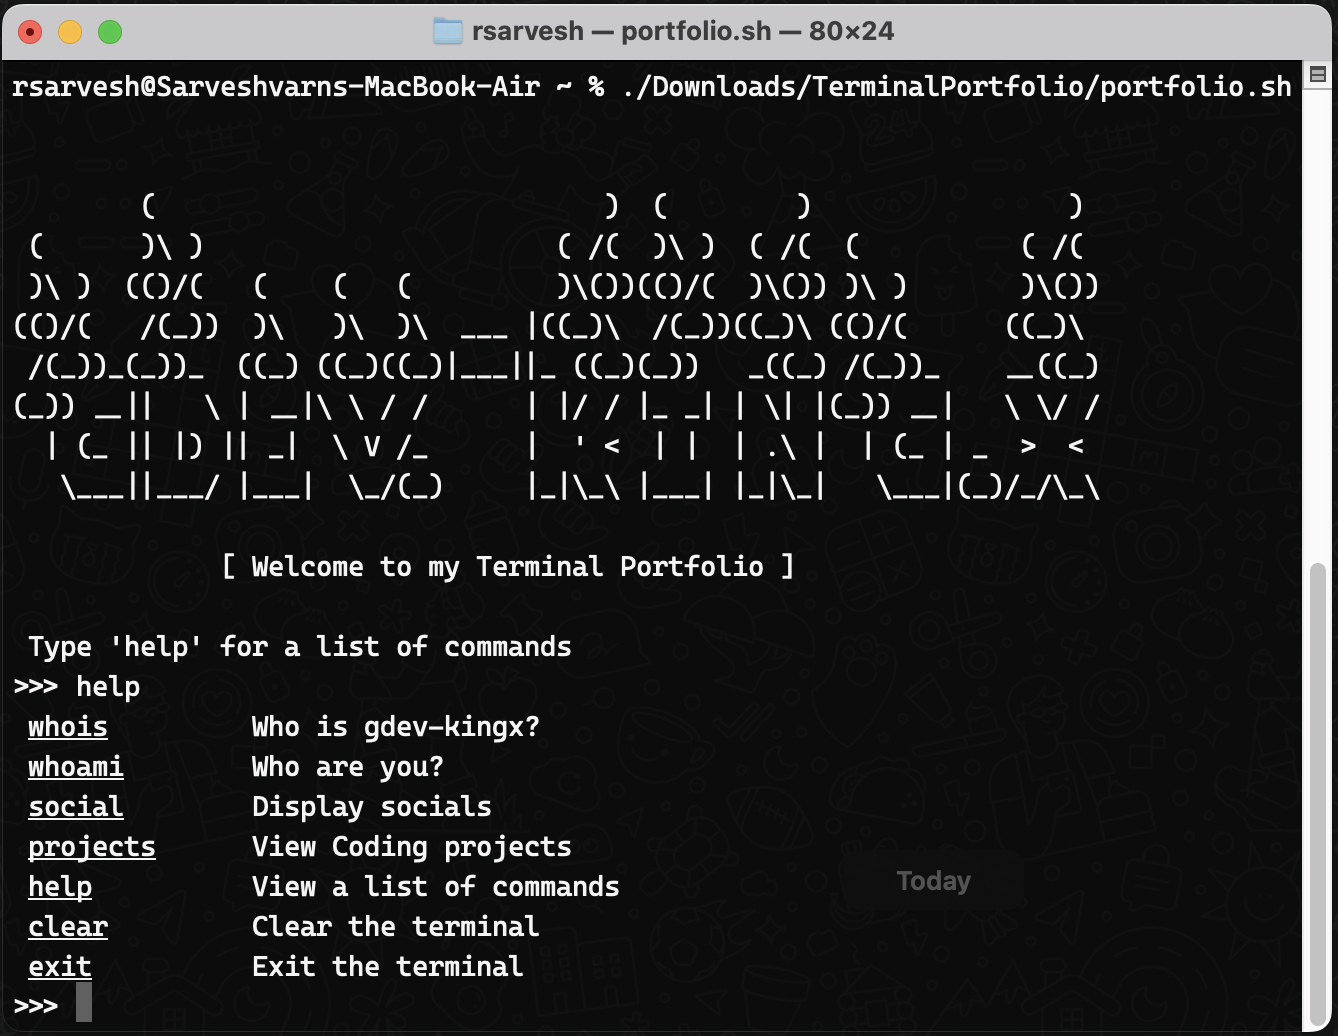 rsarvesh — portfolio.sh — 80×24
rsarvesh@Sarveshvarns-MacBook-Air ~ % ./Downloads/TerminalPortfolio/portfolio.sh
        (                            )  (        )                )
 (      )\ )                      ( /(  )\ )  ( /(  (          ( /(
 )\ )  (()/(   (    (   (         )\())(()/(  )\()) )\ )       )\())
(()/(   /(_))  )\   )\  )\  ___ |((_)\  /(_))((_)\ (()/(      ((_)\
 /(_))_(_))_  ((_) ((_)((_)|___||_ ((_)(_))   _((_) /(_))_    __((_)
(_)) __||   \ | __|\ \ / /      | |/ / |_ _| | \| |(_)) __|   \ \/ /
  | (_ || |) || _|  \ V /_      |  ' <  | |  | .\ |  | (_ | _  >  <
   \___||___/ |___|  \_/(_)     |_|\_\ |___| |_|\_|   \___|(_)/_/\_\
[ Welcome to my Terminal Portfolio ]
Type 'help' for a list of commands
>>> help
whois         Who is gdev-kingx?
whoami        Who are you?
social        Display socials
projects      View Coding projects
help          View a list of commands
clear         Clear the terminal
exit          Exit the terminal
>>>
Today